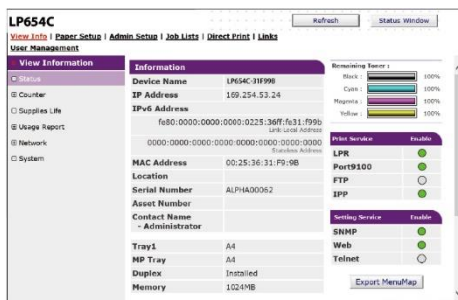 LP654C
Refresh
Status Window
View Info | Paper Setup | Admin Setup | Job Lists | Direct Print | Links
User Management
View Information
Status
Counter
Supplies Life
Usage Report
Network
System
Information
Device Name LP654C-31F998
IP Address 169.254.53.24
IPv6 Address
fe80:0000:0000:0000:0225:36ff:fe31:f99b
Link Local Address
0000:0000:0000:0000:0000:0000:0000:0000
Stateless Address
MAC Address 00:25:36:31:F9:9B
Location
Serial Number ALPHA00062
Asset Number
Contact Name
- Administrator
Tray1 A4
MP Tray A4
Duplex Installed
Memory 1024MB
Remaining Toner :
Black : 100%
Cyan : 100%
Magenta : 100%
Yellow : 100%
Print Service Enable
LPR
Port9100
FTP
IPP
Setting Service Enable
SNMP
Web
Telnet
Export MenuMap